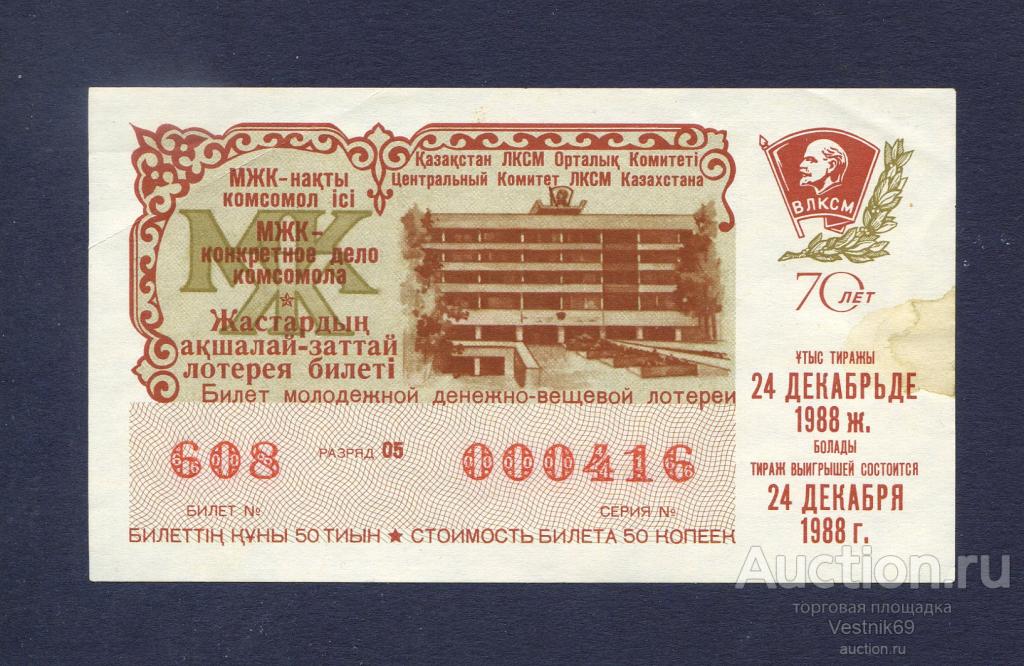 Қазақстан ЛКСМ Орталық Комитеті
Центральный Комитет ЛКСМ Казахстана
МЖК-нақты
комсомол ісі
МЖК
МЖК-
конкретное дело
комсомола
Жастардың
ақшалай-заттай
лотерея билеті
Билет молодежной денежно-вещевой лотереи
608 РАЗРЯД 05 000416
БИЛЕТ № СЕРИЯ №
БИЛЕТТІҢ ҚҰНЫ 50 ТИЫН ★ СТОИМОСТЬ БИЛЕТА 50 КОПЕЕК
ВЛКСМ
70 ЛЕТ
ҰТЫС ТИРАЖЫ
24 ДЕКАБРЬДЕ
1988 ж.
БОЛАДЫ
ТИРАЖ ВЫИГРЫШЕЙ СОСТОИТСЯ
24 ДЕКАБРЯ
1988 г.
Auction.ru
торговая площадка
Vestnik69
auction.ru